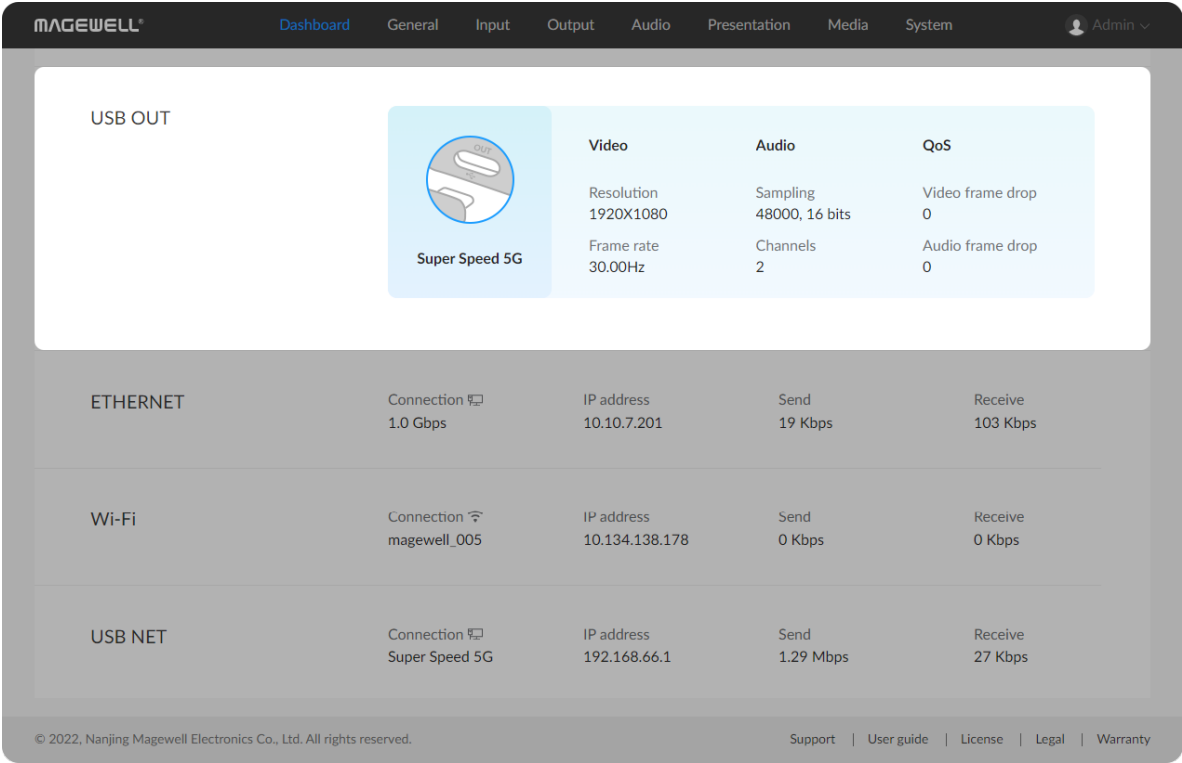 MAGEWELL®
Dashboard General Input Output Audio Presentation Media System Admin
USB OUT
OUT
Super Speed 5G
Video Audio QoS
Resolution Sampling Video frame drop
1920X1080 48000, 16 bits 0
Frame rate Channels Audio frame drop
30.00Hz 2 0
ETHERNET
Connection IP address Send Receive
1.0 Gbps 10.10.7.201 19 Kbps 103 Kbps
Wi-Fi
Connection IP address Send Receive
magewell_005 10.134.138.178 0 Kbps 0 Kbps
USB NET
Connection IP address Send Receive
Super Speed 5G 192.168.66.1 1.29 Mbps 27 Kbps
© 2022, Nanjing Magewell Electronics Co., Ltd. All rights reserved. Support | User guide | License | Legal | Warranty